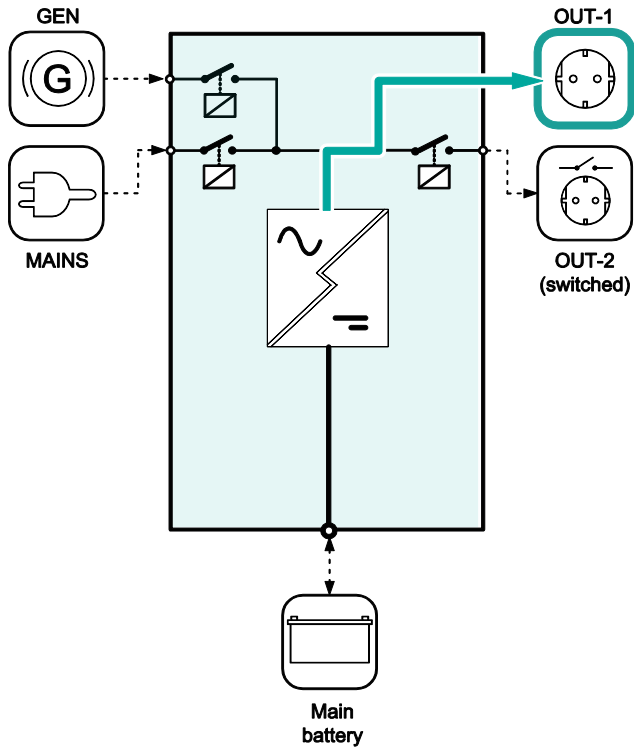 GEN
OUT-1
G
MAINS
OUT-2
(switched)
Main
battery